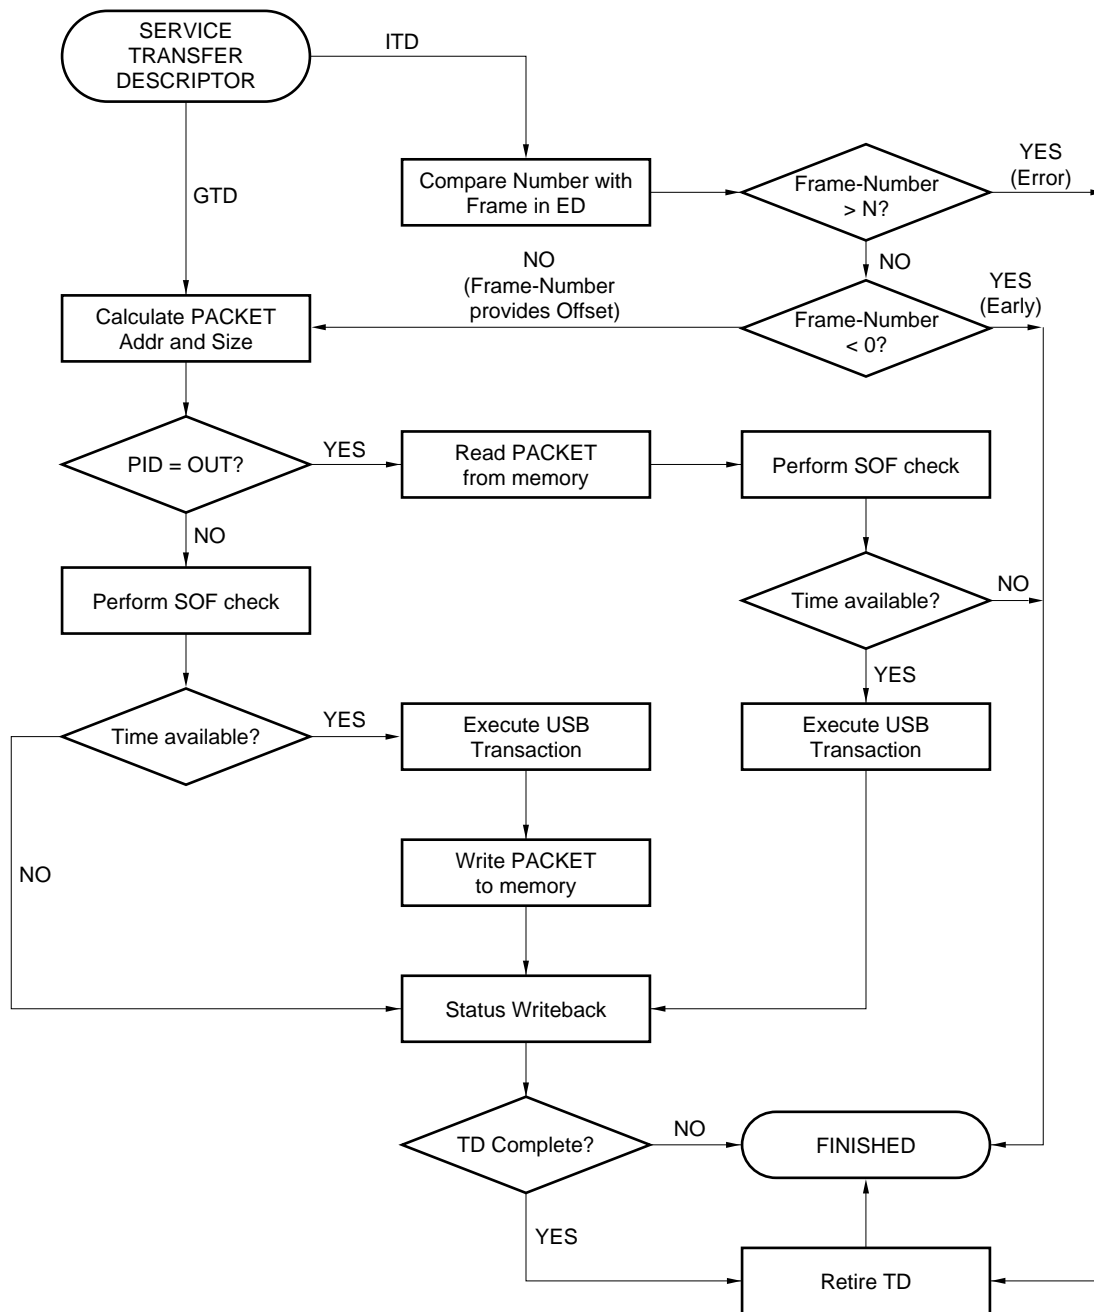 SERVICE
TRANSFER
DESCRIPTOR
ITD
GTD
Compare Number with
Frame in ED
Frame-Number
> N?
YES
(Error)
NO
NO
(Frame-Number
provides Offset)
YES
(Early)
Calculate PACKET
Addr and Size
Frame-Number
< 0?
PID = OUT?
YES
Read PACKET
from memory
Perform SOF check
NO
Perform SOF check
Time available?
NO
YES
Time available?
YES
Execute USB
Transaction
Execute USB
Transaction
NO
Write PACKET
to memory
Status Writeback
TD Complete?
NO
FINISHED
YES
Retire TD